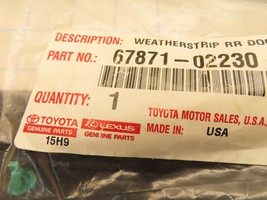 DESCRIPTION: WEATHERSTRIP RR DOO
PART NO.: 67871-02230
QUANTITY: 1
TOYOTA MOTOR SALES, U.S.A.,
TOYOTA LEXUS
GENUINE PARTS GENUINE PARTS
MADE IN: USA
15H9